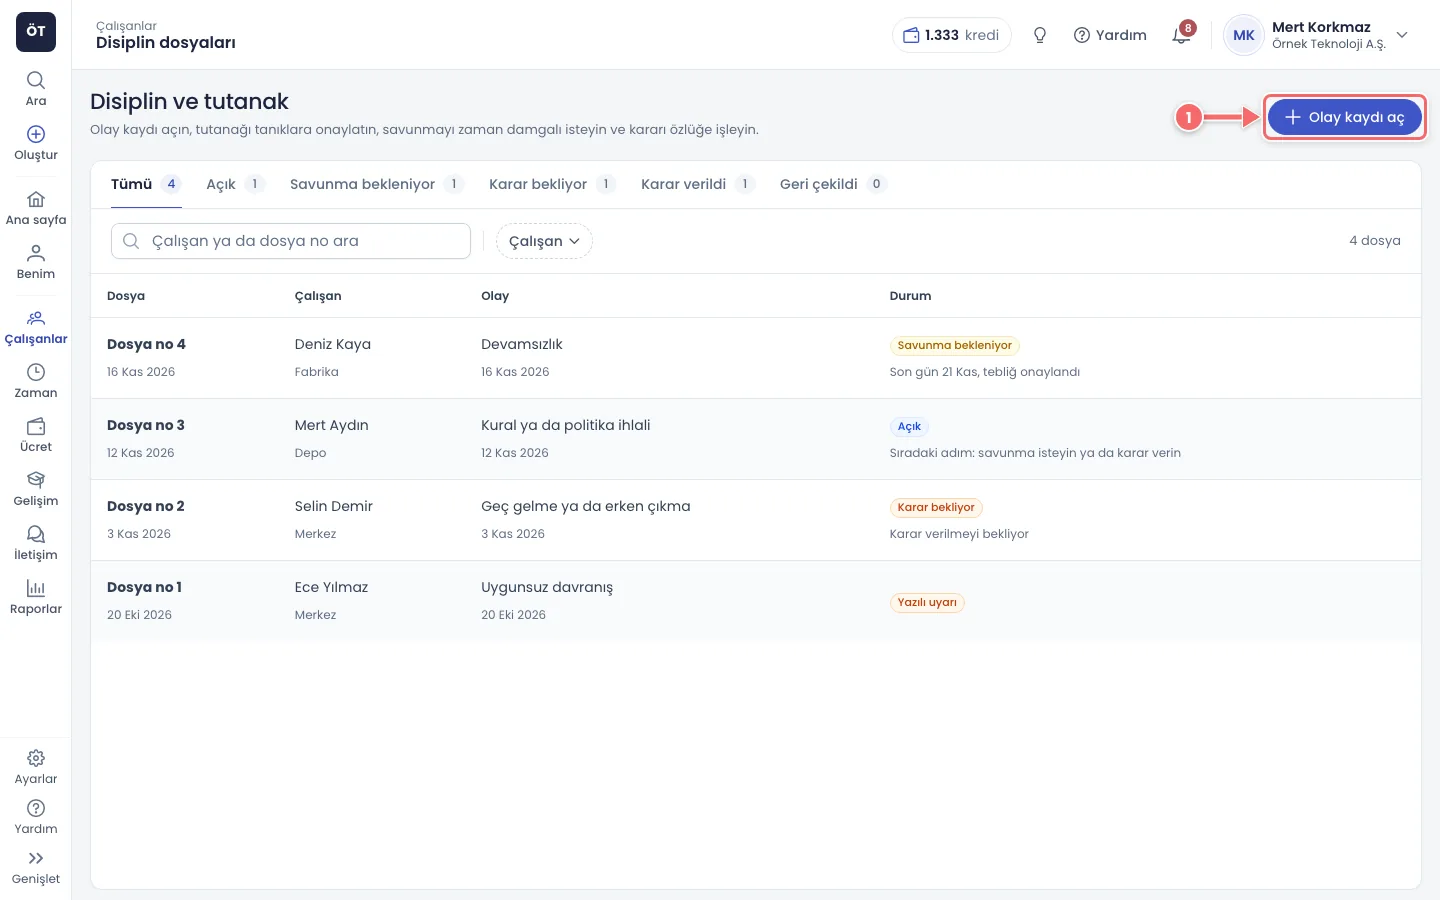 ÖT
Ara
Oluştur
Ana sayfa
Benim
Çalışanlar
Zaman
Ücret
Gelişim
İletişim
Raporlar
Ayarlar
Yardım
Genişlet
Çalışanlar
Disiplin dosyaları
1.333 kredi
Yardım
8
MK
Mert Korkmaz
Örnek Teknoloji A.Ş.
Disiplin ve tutanak
Olay kaydı açın, tutanağı tanıklara onaylatın, savunmayı zaman damgalı isteyin ve kararı özlüğe işleyin.
1
Olay kaydı aç
Tümü 4 Açık 1 Savunma bekleniyor 1 Karar bekliyor 1 Karar verildi 1 Geri çekildi 0
Çalışan ya da dosya no ara
Çalışan
4 dosya
Dosya Çalışan Olay Durum
Dosya no 4 Deniz Kaya Devamsızlık Savunma bekleniyor
16 Kas 2026 Fabrika 16 Kas 2026 Son gün 21 Kas, tebliğ onaylandı
Dosya no 3 Mert Aydın Kural ya da politika ihlali Açık
12 Kas 2026 Depo 12 Kas 2026 Sıradaki adım: savunma isteyin ya da karar verin
Dosya no 2 Selin Demir Geç gelme ya da erken çıkma Karar bekliyor
3 Kas 2026 Merkez 3 Kas 2026 Karar verilmeyi bekliyor
Dosya no 1 Ece Yılmaz Uygunsuz davranış Yazılı uyarı
20 Eki 2026 Merkez 20 Eki 2026